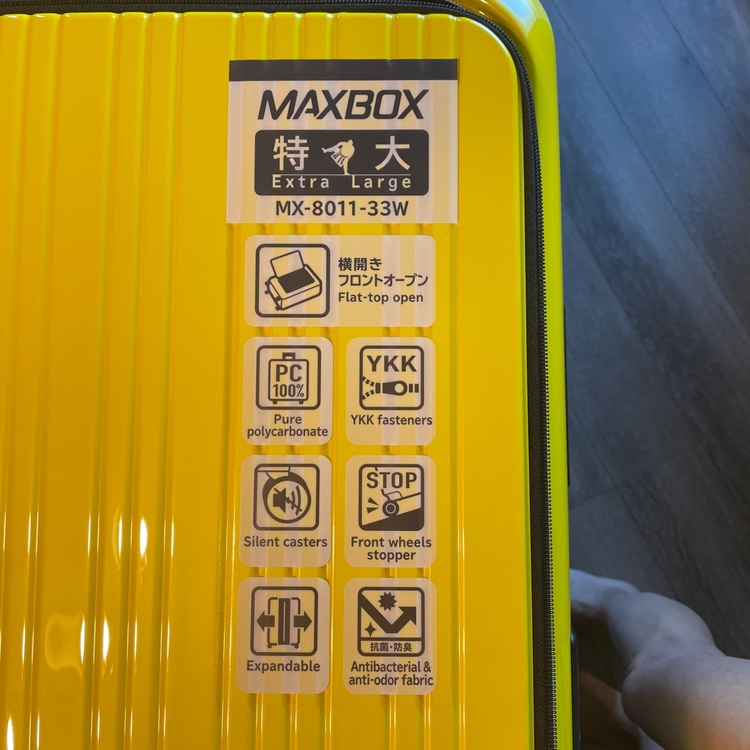 MAXBOX
特大
Extra Large
MX-8011-33W
横開き
フロントオープン
Flat-top open
PC
100%
Pure
polycarbonate
YKK
YKK fasteners
Silent casters
STOP
Front wheels
stopper
Expandable
抗菌・防臭
Antibacterial &
anti-odor fabric